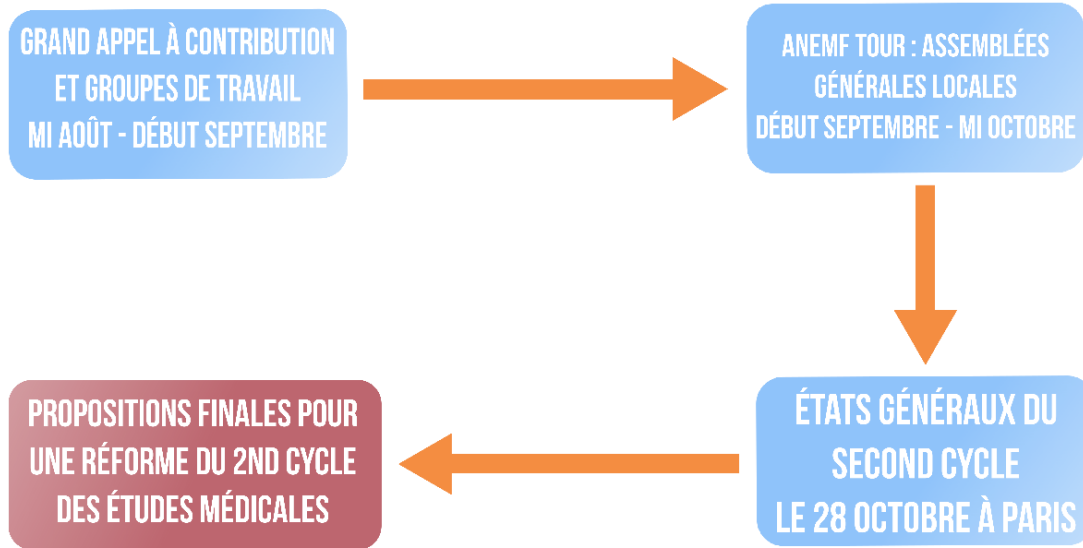 GRAND APPEL À CONTRIBUTION
ET GROUPES DE TRAVAIL
MI AOÛT - DÉBUT SEPTEMBRE
ANEMF TOUR : ASSEMBLÉES
GÉNÉRALES LOCALES
DÉBUT SEPTEMBRE - MI OCTOBRE
ÉTATS GÉNÉRAUX DU
SECOND CYCLE
LE 28 OCTOBRE À PARIS
PROPOSITIONS FINALES POUR
UNE RÉFORME DU 2ND CYCLE
DES ÉTUDES MÉDICALES